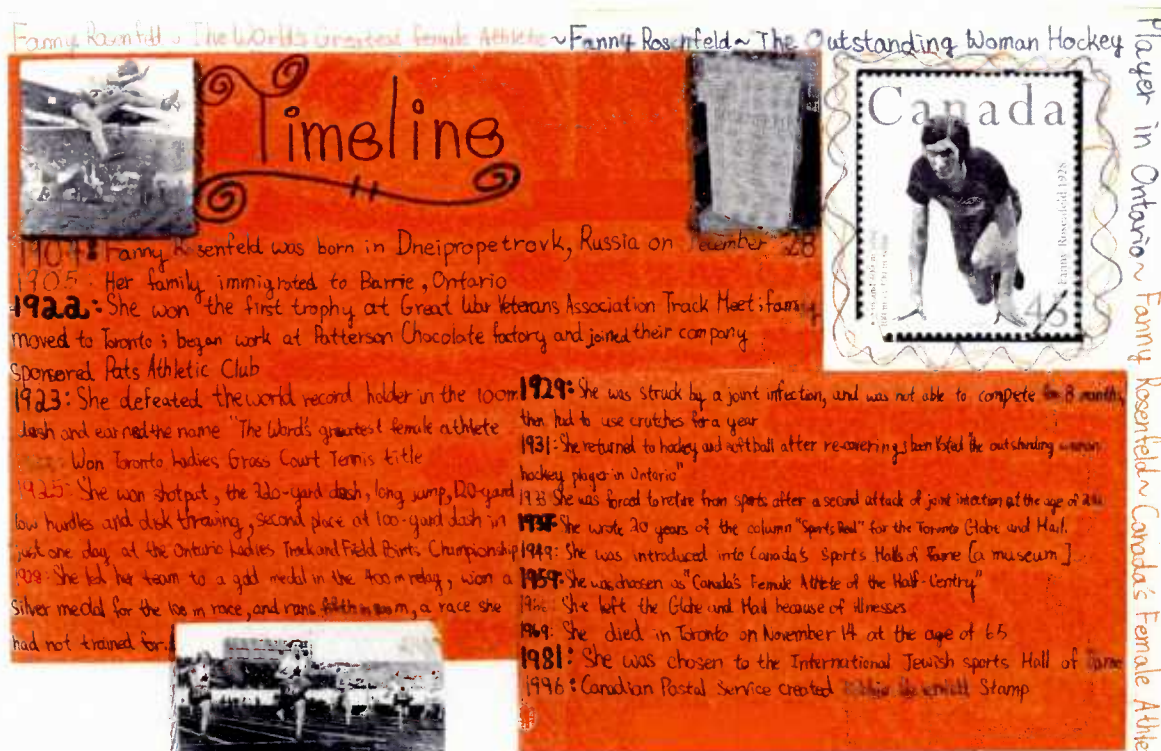 Fanny Rosenfeld ~ The World's Greatest Female Athlete ~ Fanny Rosenfeld ~ The Outstanding Woman Hockey
Player in Ontario ~ Fanny Rosenfeld ~ Canada's Female Athle
Timeline
Canada
Fanny Rosenfeld 1928
46
1904: Fanny Rosenfeld was born in Dneipropetrovk, Russia on December 28
1905: Her family immigrated to Barrie, Ontario
1922: She won the first trophy at Great War Veterans Association Track Meet; family
moved to Toronto; began work at Patterson Chocolate factory and joined their company
sponsored Pats Athletic Club
1923: She defeated the world record holder in the 100m
dash and earned the name "The Word's greatest female athlete
Won Toronto Ladies Grass Court Tennis title
1925: She won shotput, the 220-yard dash, long jump, 120-yard
low hurdles and disk throwing, second place at 100-yard dash in
just one day, at the Ontario Ladies Track and Field Points Championship
1928: She led her team to a gold medal in the 400m relay, won a
silver medal for the 100 m race, and rans fifth in 800m, a race she
had not trained for.
1929: She was struck by a joint infection, and was not able to compete for 8 months,
then had to use crutches for a year
1931: She returned to hockey and softball after re-covering; been listed "the outstanding woman
hockey player in Ontario"
1933 She was forced to retire from sports after a second attack of joint infection at the age of
She wrote 20 years of the column "Sports Reel" for the Toronto Globe and Mail.
1949: She was introduced into Canada's Sports Halls of Fame [a museum]
She was choosen as "Canada's Female Athlete of the Half-Centry"
She left the Globe and Mail because of illnesses
1969: She died in Toronto on November 14 at the age of 65
1981: She was chosen to the International Jewish sports Hall of Fame
1996: Canadian Postal Service created Stamp